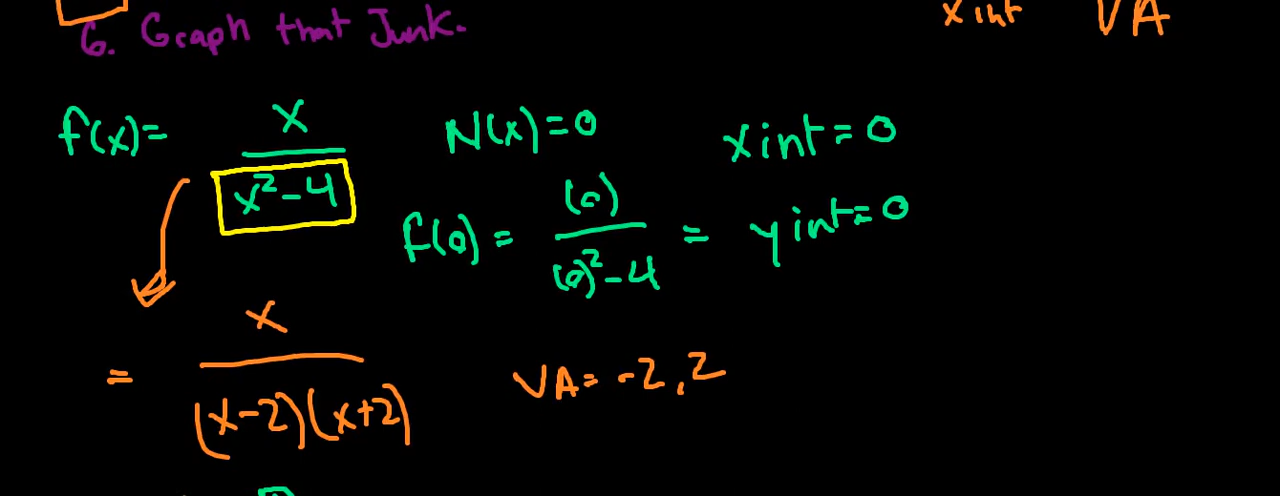 x int VA
6. Graph that Junk.
f(x)= x / x²-4 N(x)=0 x int=0
f(0) = (0) / (0)²-4 = y int=0
= x / (x-2)(x+2) VA= -2,2